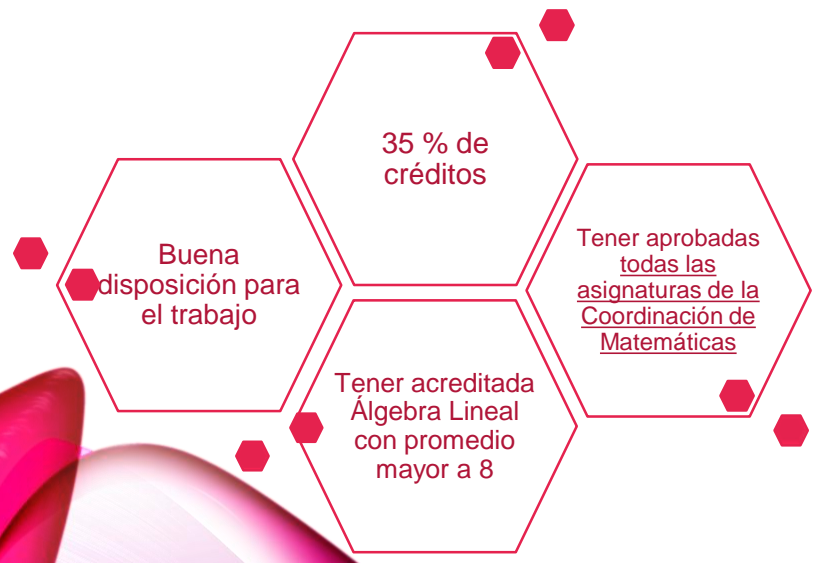 35 % de
créditos
Buena
disposición para
el trabajo
Tener aprobadas
todas las
asignaturas de la
Coordinación de
Matemáticas
Tener acreditada
Álgebra Lineal
con promedio
mayor a 8